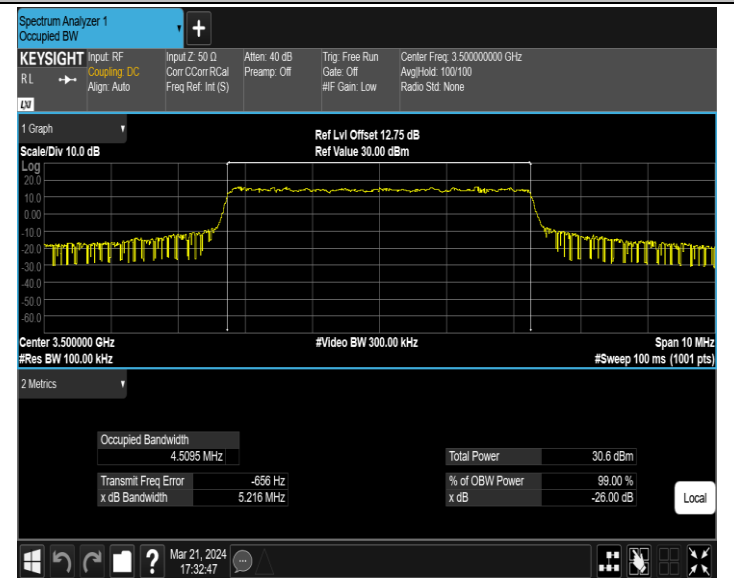 Spectrum Analyzer 1
Occupied BW
+
KEYSIGHT Input: RF Input Z: 50 Ω Atten: 40 dB Trig: Free Run Center Freq: 3.500000000 GHz
RL Coupling: DC Corr CCorr RCal Preamp: Off Gate: Off Avg|Hold: 100/100
Align: Auto Freq Ref: Int (S) #IF Gain: Low Radio Std: None
LXI
1 Graph
Ref Lvl Offset 12.75 dB
Scale/Div 10.0 dB Ref Value 30.00 dBm
Log
20.0
10.0
0.00
-10.0
-20.0
-30.0
-40.0
-50.0
-60.0
Center 3.500000 GHz #Video BW 300.00 kHz Span 10 MHz
#Res BW 100.00 kHz #Sweep 100 ms (1001 pts)
2 Metrics
Occupied Bandwidth
4.5095 MHz Total Power 30.6 dBm
Transmit Freq Error -656 Hz % of OBW Power 99.00 %
x dB Bandwidth 5.216 MHz x dB -26.00 dB
Local
? Mar 21, 2024
17:32:47